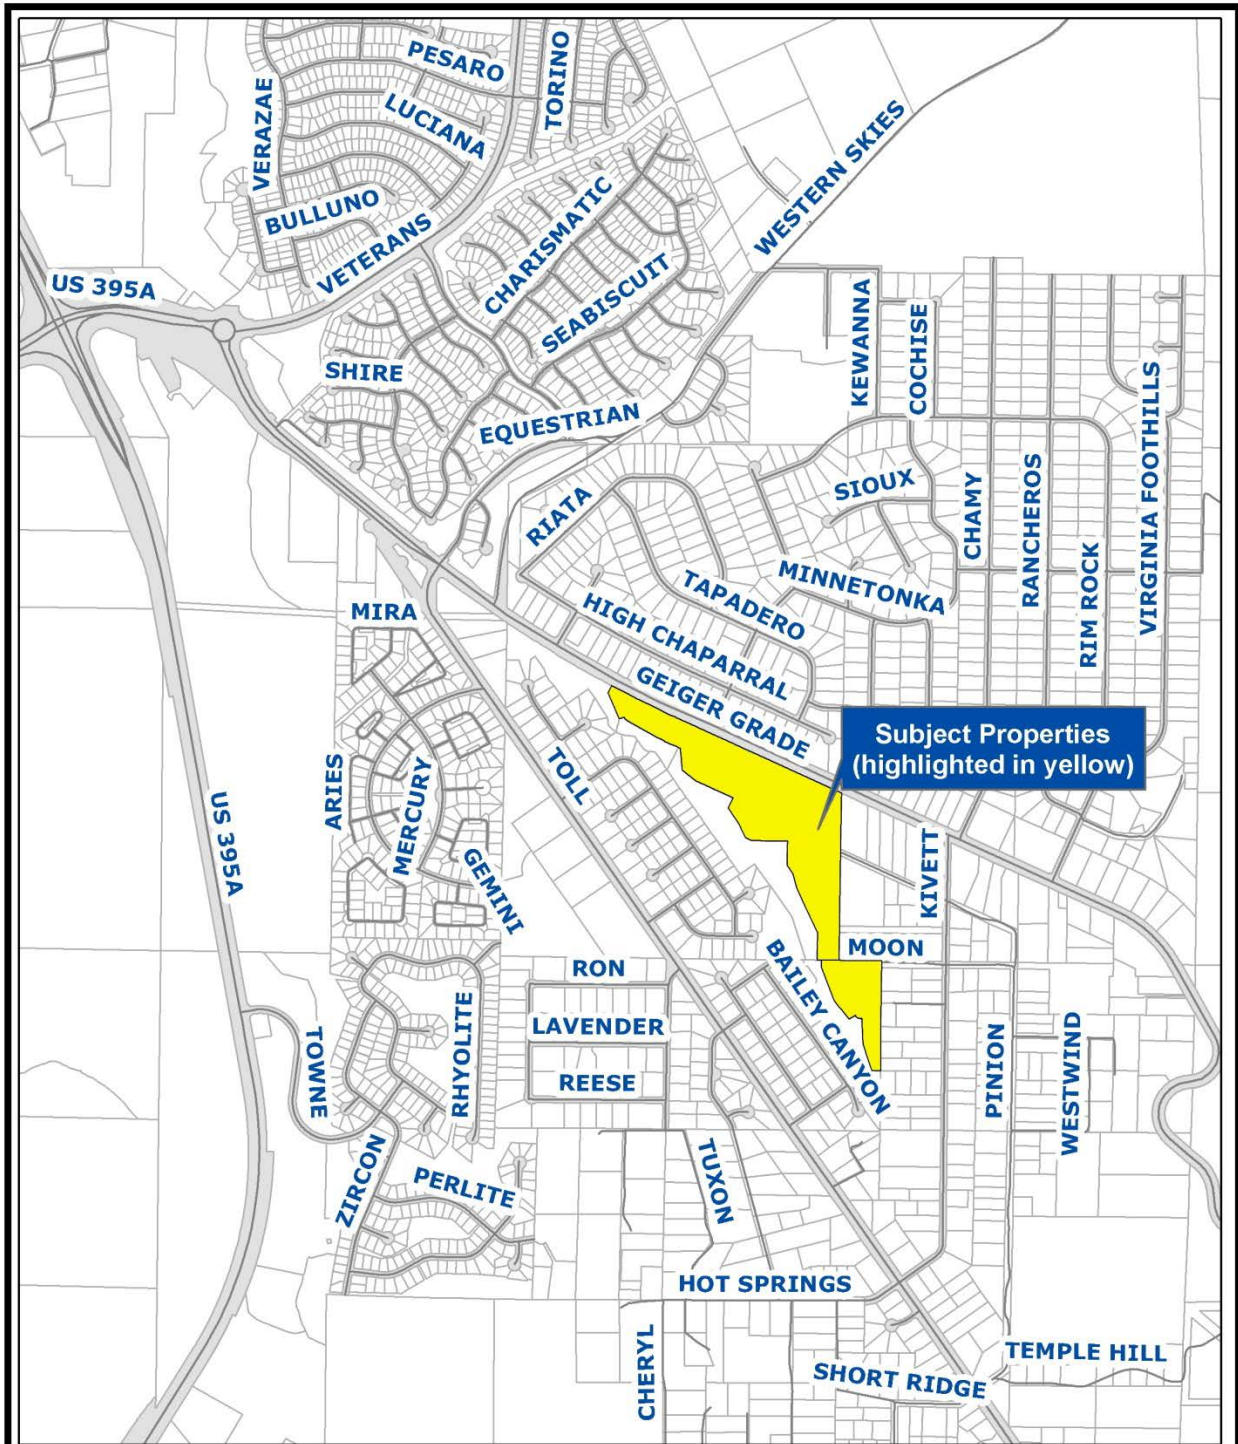 PESARO
TORINO
VERAZAE
LUCIANA
WESTERN SKIES
BULLUNO
CHARISMATIC
VETERANS
US 395A
SEABISCUIT
KEWANNA
COCHISE
SHIRE
VIRGINIA FOOTHILLS
EQUESTRIAN
SIOUX
CHAMY
RANCHEROS
RIATA
RIM ROCK
MINNETONKA
TAPADERO
MIRA
HIGH CHAPARRAL
GEIGER GRADE
Subject Properties
(highlighted in yellow)
TOLL
ARIES
MERCURY
US 395A
GEMINI
KIVETT
MOON
BAILEY CANYON
RON
LAVENDER
REESE
RHYOLITE
TOWNE
PINION
WESTWIND
ZIRCON
PERLITE
TUXON
HOT SPRINGS
CHERYL
TEMPLE HILL
SHORT RIDGE